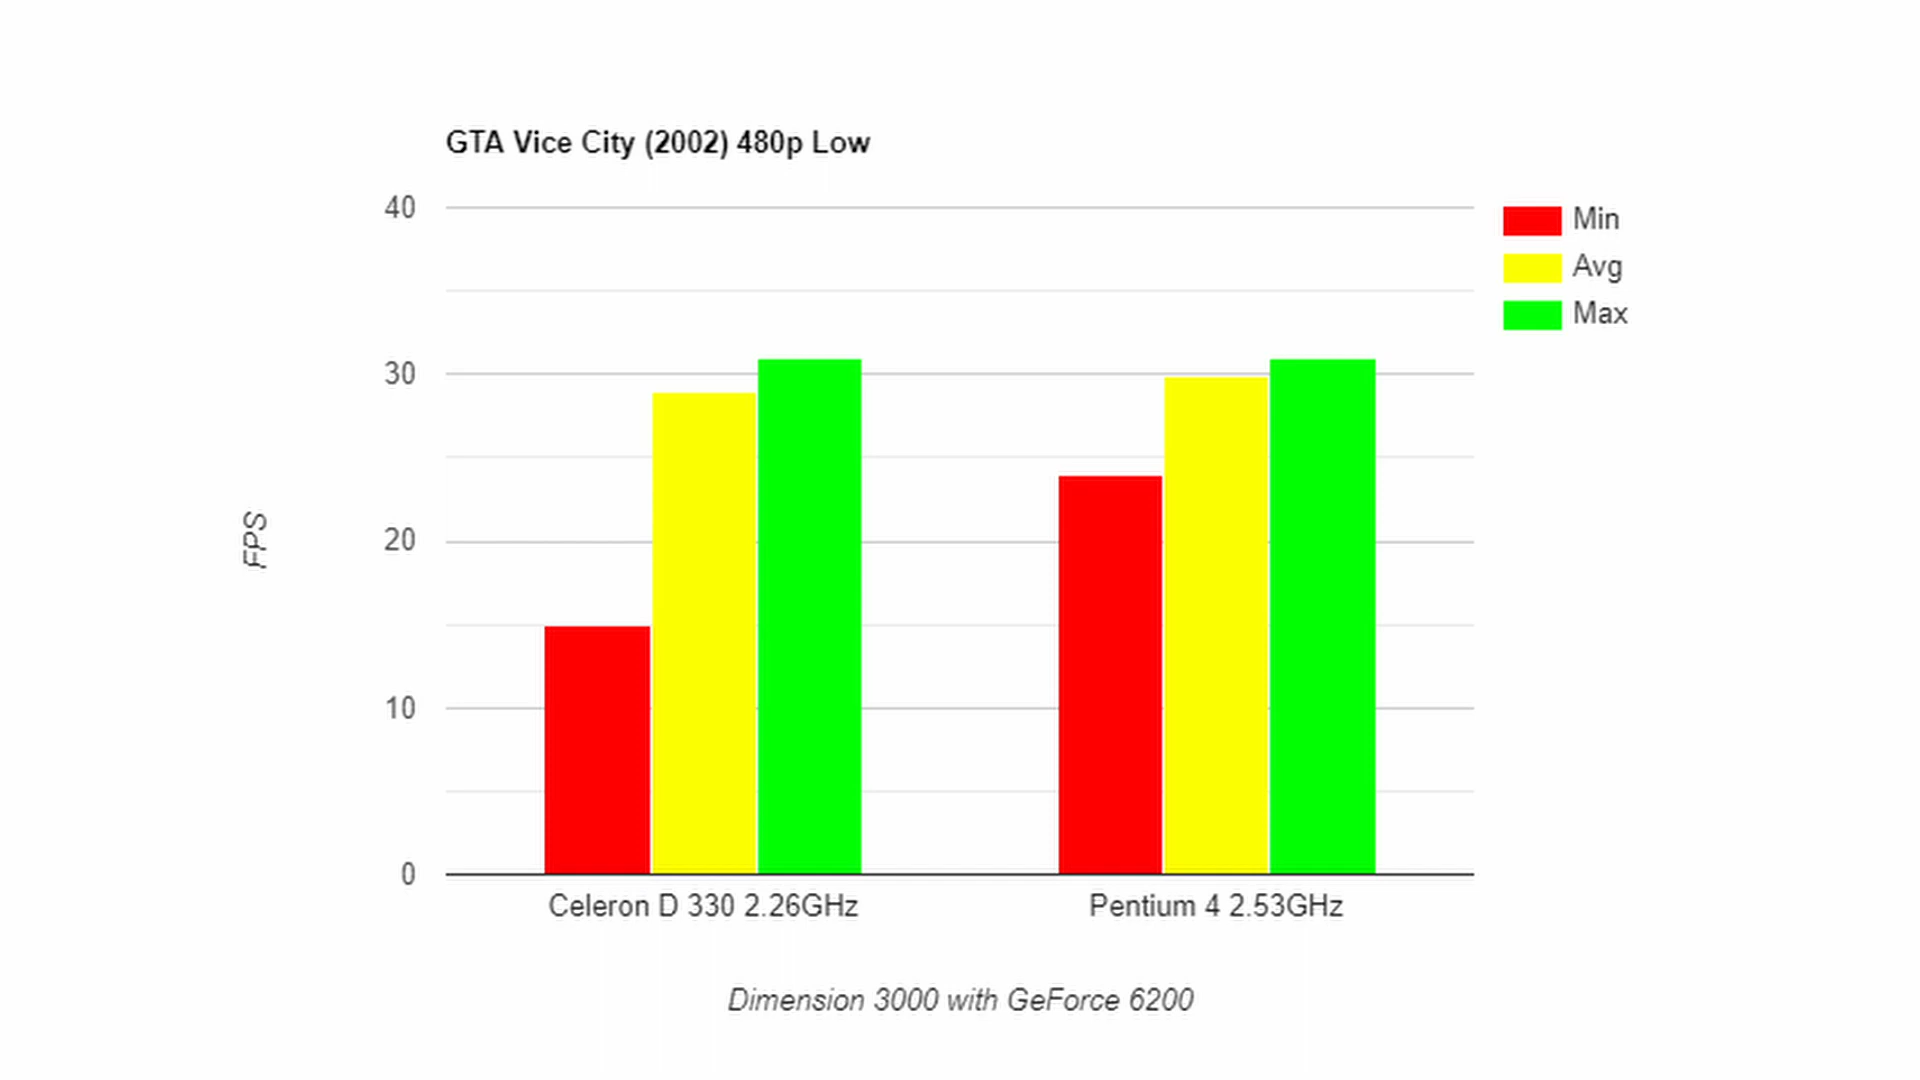 GTA Vice City (2002) 480p Low
40
30
20
10
0
FPS
Min
Avg
Max
Celeron D 330 2.26GHz
Pentium 4 2.53GHz
Dimension 3000 with GeForce 6200